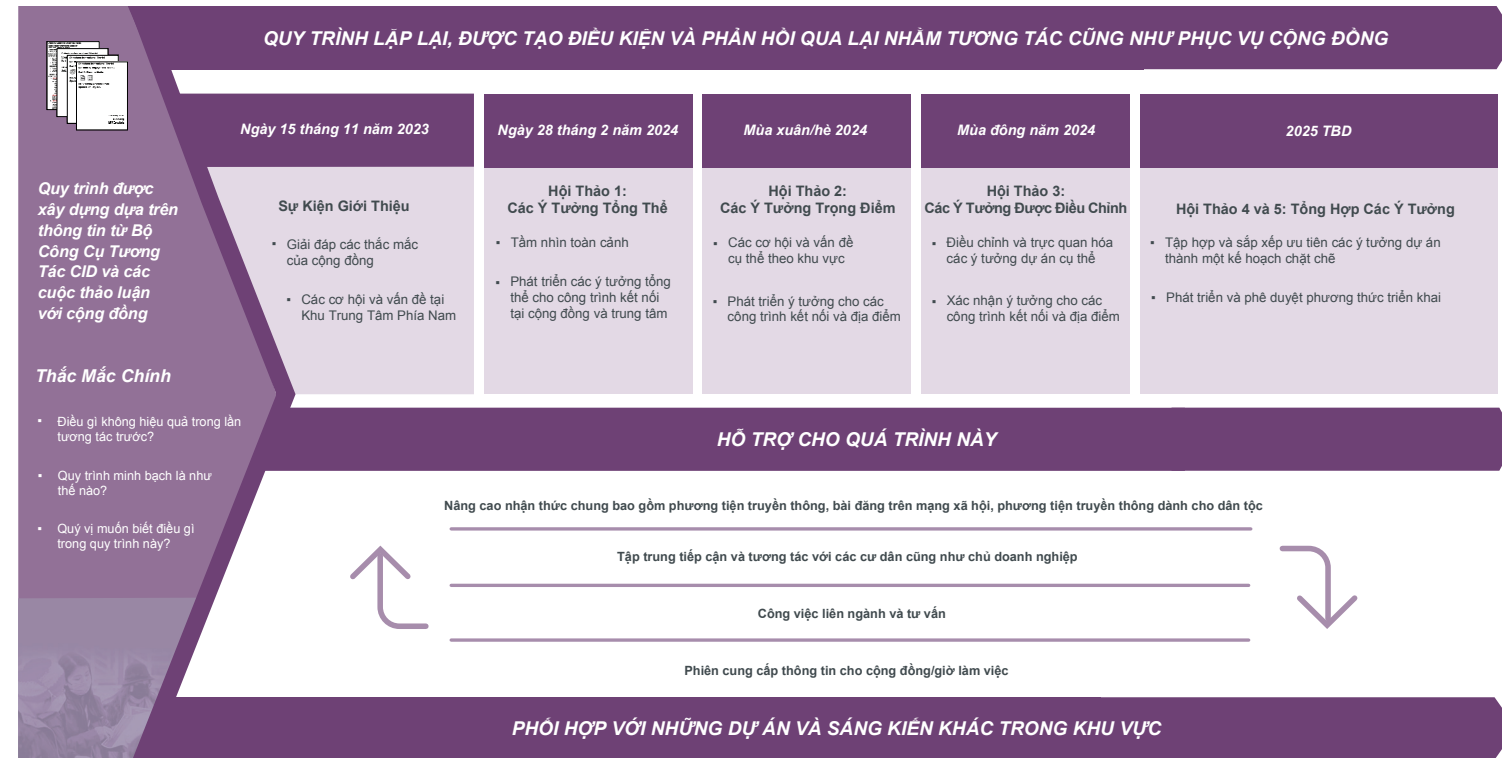 QUY TRÌNH LẶP LẠI, ĐƯỢC TẠO ĐIỀU KIỆN VÀ PHẢN HỒI QUA LẠI NHẰM TƯƠNG TÁC CŨNG NHƯ PHỤC VỤ CỘNG ĐỒNG
Quy trình được
xây dựng dựa trên
thông tin từ Bộ
Công Cụ Tương
Tác CID và các
cuộc thảo luận
với cộng đồng
Thắc Mắc Chính
▪ Điều gì không hiệu quả trong lần
tương tác trước?
▪ Quy trình minh bạch là như
thế nào?
▪ Quý vị muốn biết điều gì
trong quy trình này?
Ngày 15 tháng 11 năm 2023
Sự Kiện Giới Thiệu
▪ Giải đáp các thắc mắc
của cộng đồng
▪ Các cơ hội và vấn đề tại
Khu Trung Tâm Phía Nam
Ngày 28 tháng 2 năm 2024
Hội Thảo 1:
Các Ý Tưởng Tổng Thể
▪ Tầm nhìn toàn cảnh
▪ Phát triển các ý tưởng tổng
thể cho công trình kết nối
tại cộng đồng và trung tâm
Mùa xuân/hè 2024
Hội Thảo 2:
Các Ý Tưởng Trọng Điểm
▪ Các cơ hội và vấn đề
cụ thể theo khu vực
▪ Phát triển ý tưởng cho các
công trình kết nối và địa điểm
Mùa đông năm 2024
Hội Thảo 3:
Các Ý Tưởng Được Điều Chỉnh
▪ Điều chỉnh và trực quan hóa
các ý tưởng dự án cụ thể
▪ Xác nhận ý tưởng cho các
công trình kết nối và địa điểm
2025 TBD
Hội Thảo 4 và 5: Tổng Hợp Các Ý Tưởng
▪ Tập hợp và sắp xếp ưu tiên các ý tưởng dự án
thành một kế hoạch chặt chẽ
▪ Phát triển và phê duyệt phương thức triển khai
HỖ TRỢ CHO QUÁ TRÌNH NÀY
Nâng cao nhận thức chung bao gồm phương tiện truyền thông, bài đăng trên mạng xã hội, phương tiện truyền thông dành cho dân tộc
Tập trung tiếp cận và tương tác với các cư dân cũng như chủ doanh nghiệp
Công việc liên ngành và tư vấn
Phiên cung cấp thông tin cho cộng đồng/giờ làm việc
PHỐI HỢP VỚI NHỮNG DỰ ÁN VÀ SÁNG KIẾN KHÁC TRONG KHU VỰC